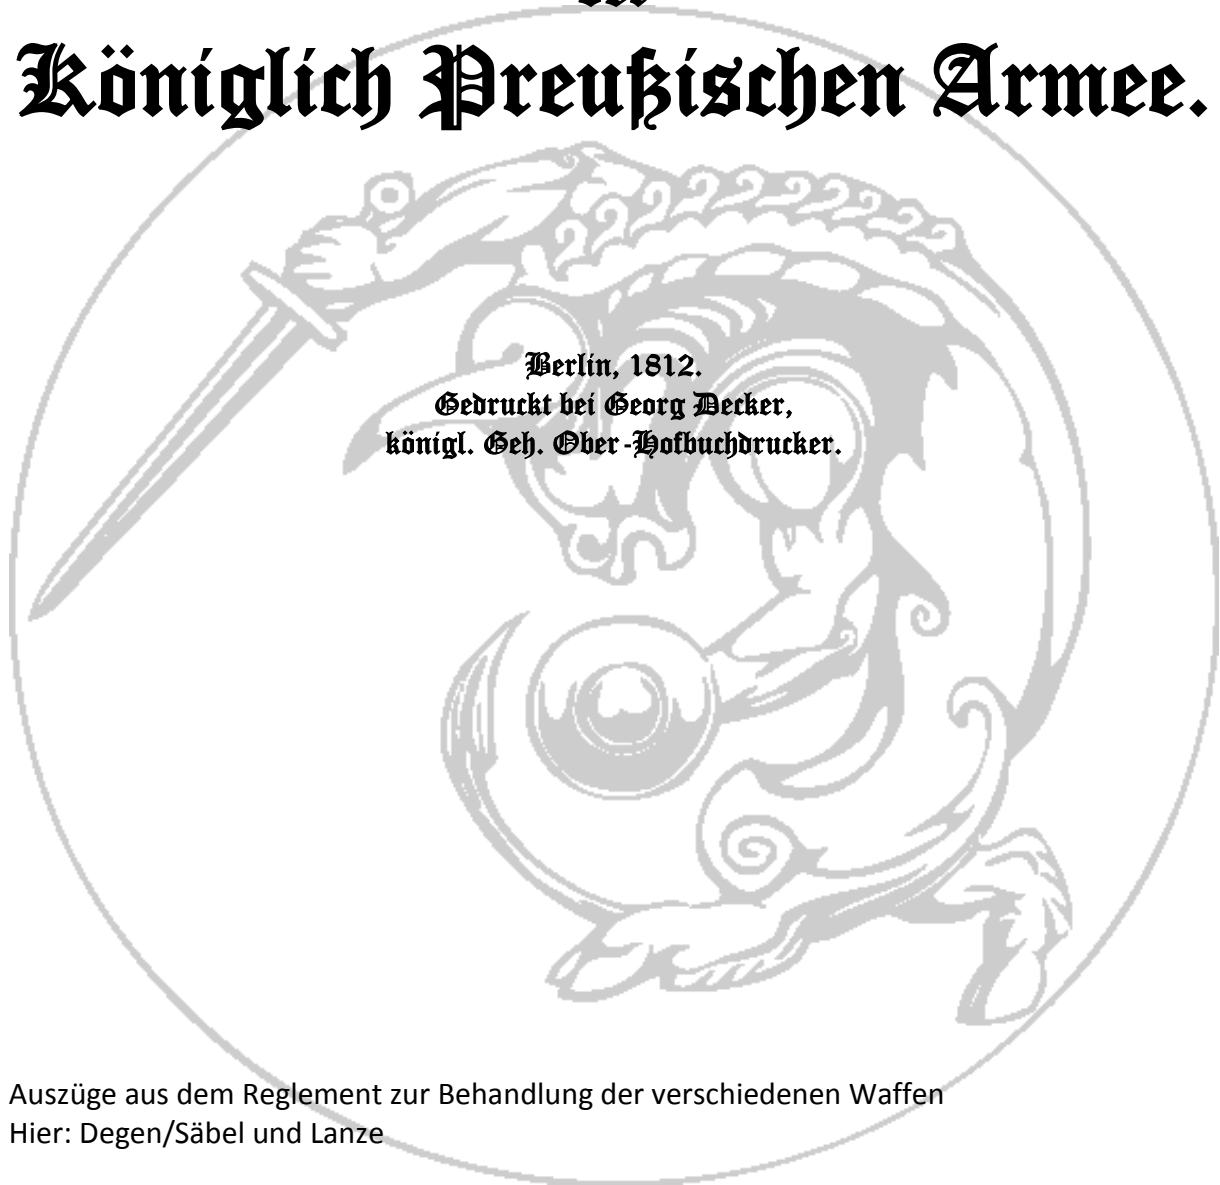 Königlich Preußischen Armee.
Berlin, 1812.
Gedruckt bei Georg Decker,
königl. Geh. Ober-Hofbuchdrucker.
Auszüge aus dem Reglement zur Behandlung der verschiedenen Waffen
Hier: Degen/Säbel und Lanze